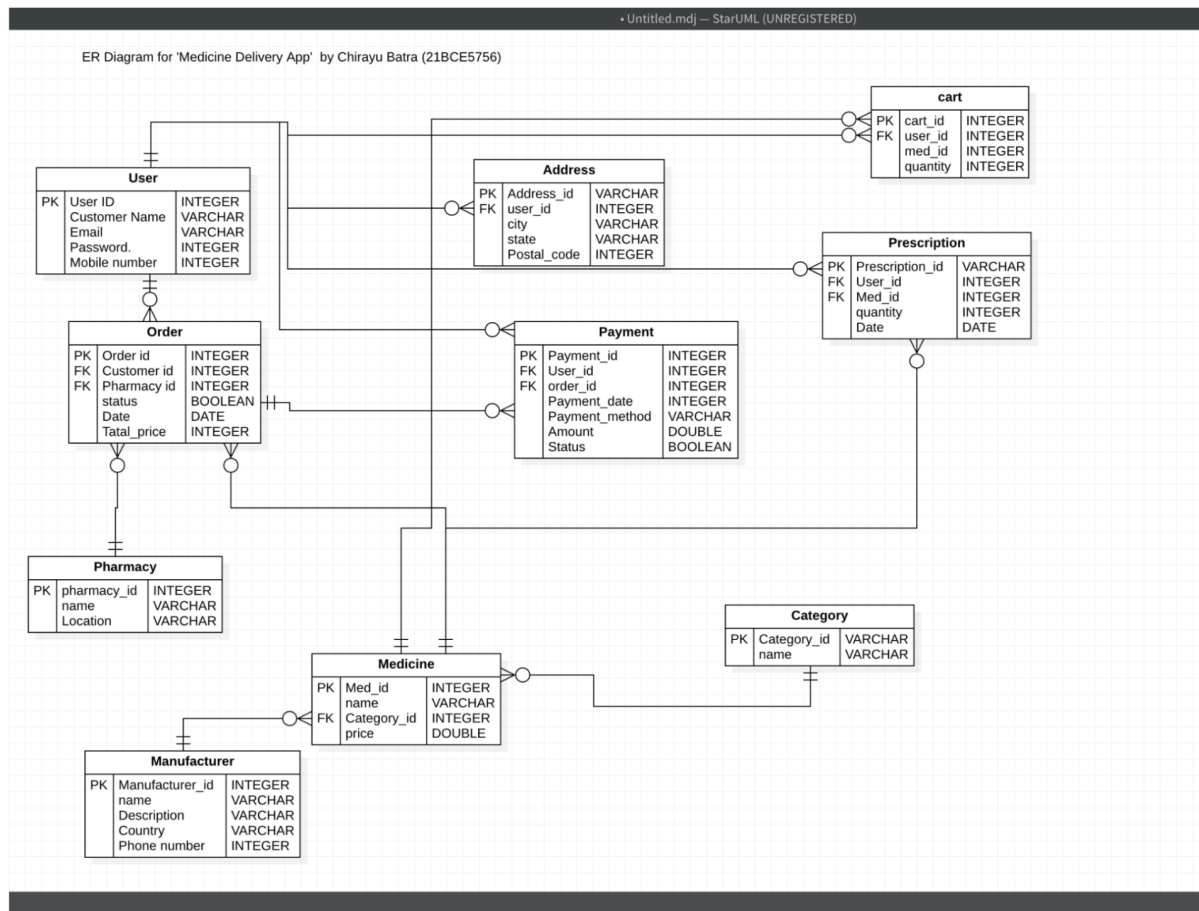 • Untitled.mdj — StarUML (UNREGISTERED)
ER Diagram for 'Medicine Delivery App'  by Chirayu Batra (21BCE5756)
cart
PK cart_id INTEGER
FK user_id INTEGER
med_id INTEGER
quantity INTEGER
User
PK User ID INTEGER
Customer Name VARCHAR
Email VARCHAR
Password. INTEGER
Mobile number INTEGER
Address
PK Address_id VARCHAR
FK user_id INTEGER
city VARCHAR
state VARCHAR
Postal_code INTEGER
Prescription
PK Prescription_id VARCHAR
FK User_id INTEGER
FK Med_id INTEGER
quantity INTEGER
Date DATE
Order
PK Order id INTEGER
FK Customer id INTEGER
FK Pharmacy id INTEGER
status BOOLEAN
Date DATE
Tatal_price INTEGER
Payment
PK Payment_id INTEGER
FK User_id INTEGER
FK order_id INTEGER
Payment_date INTEGER
Payment_method VARCHAR
Amount DOUBLE
Status BOOLEAN
Pharmacy
PK pharmacy_id INTEGER
name VARCHAR
Location VARCHAR
Category
PK Category_id VARCHAR
name VARCHAR
Medicine
PK Med_id INTEGER
name VARCHAR
FK Category_id INTEGER
price DOUBLE
Manufacturer
PK Manufacturer_id INTEGER
name VARCHAR
Description VARCHAR
Country VARCHAR
Phone number INTEGER